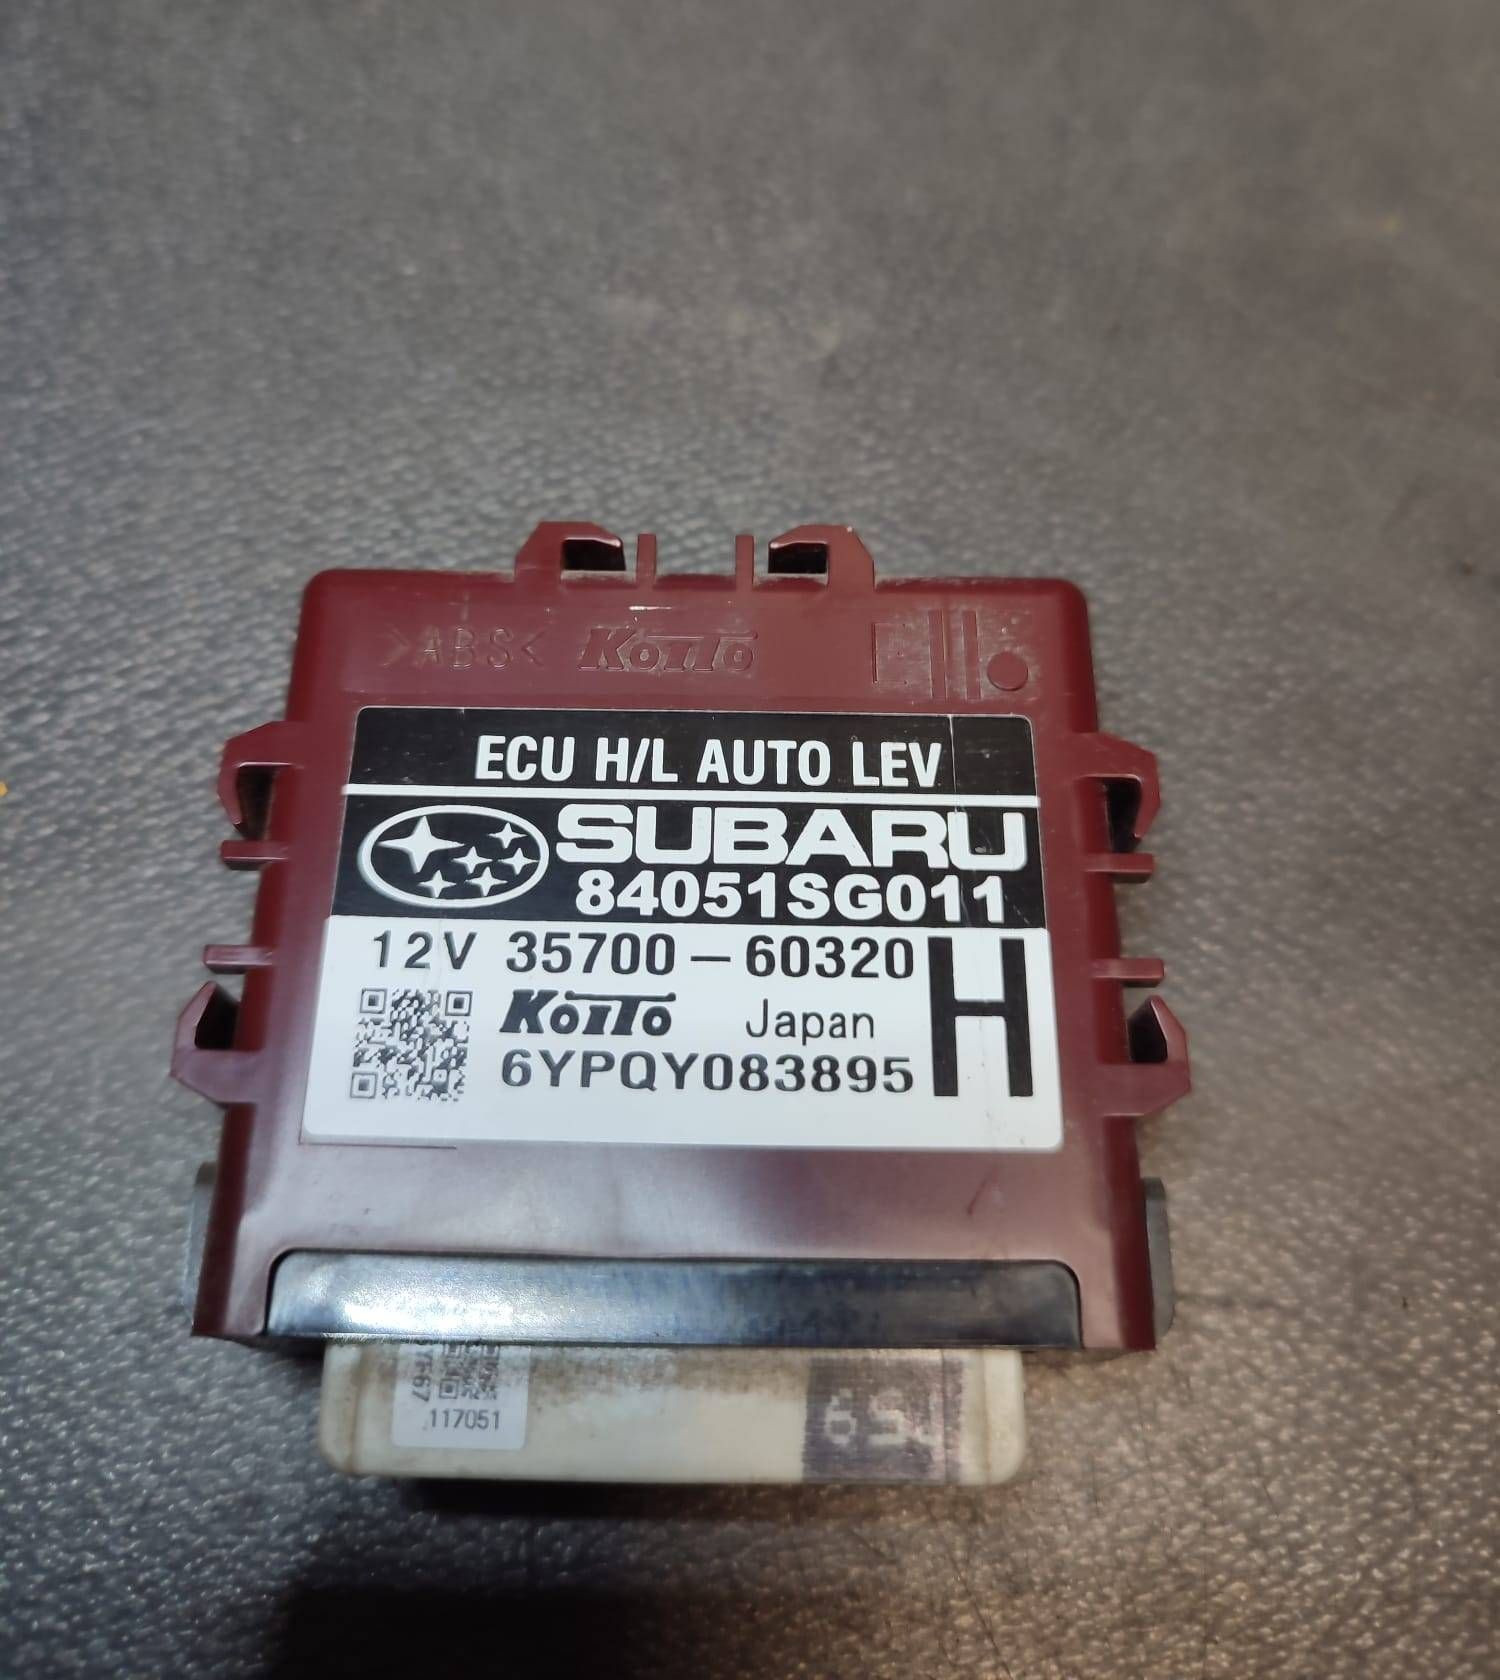 >ABS< KOITO
ECU H/L AUTO LEV
SUBARU
84051SG011
12V 35700-60320 H
KOITO Japan
6YPQY083895
117051